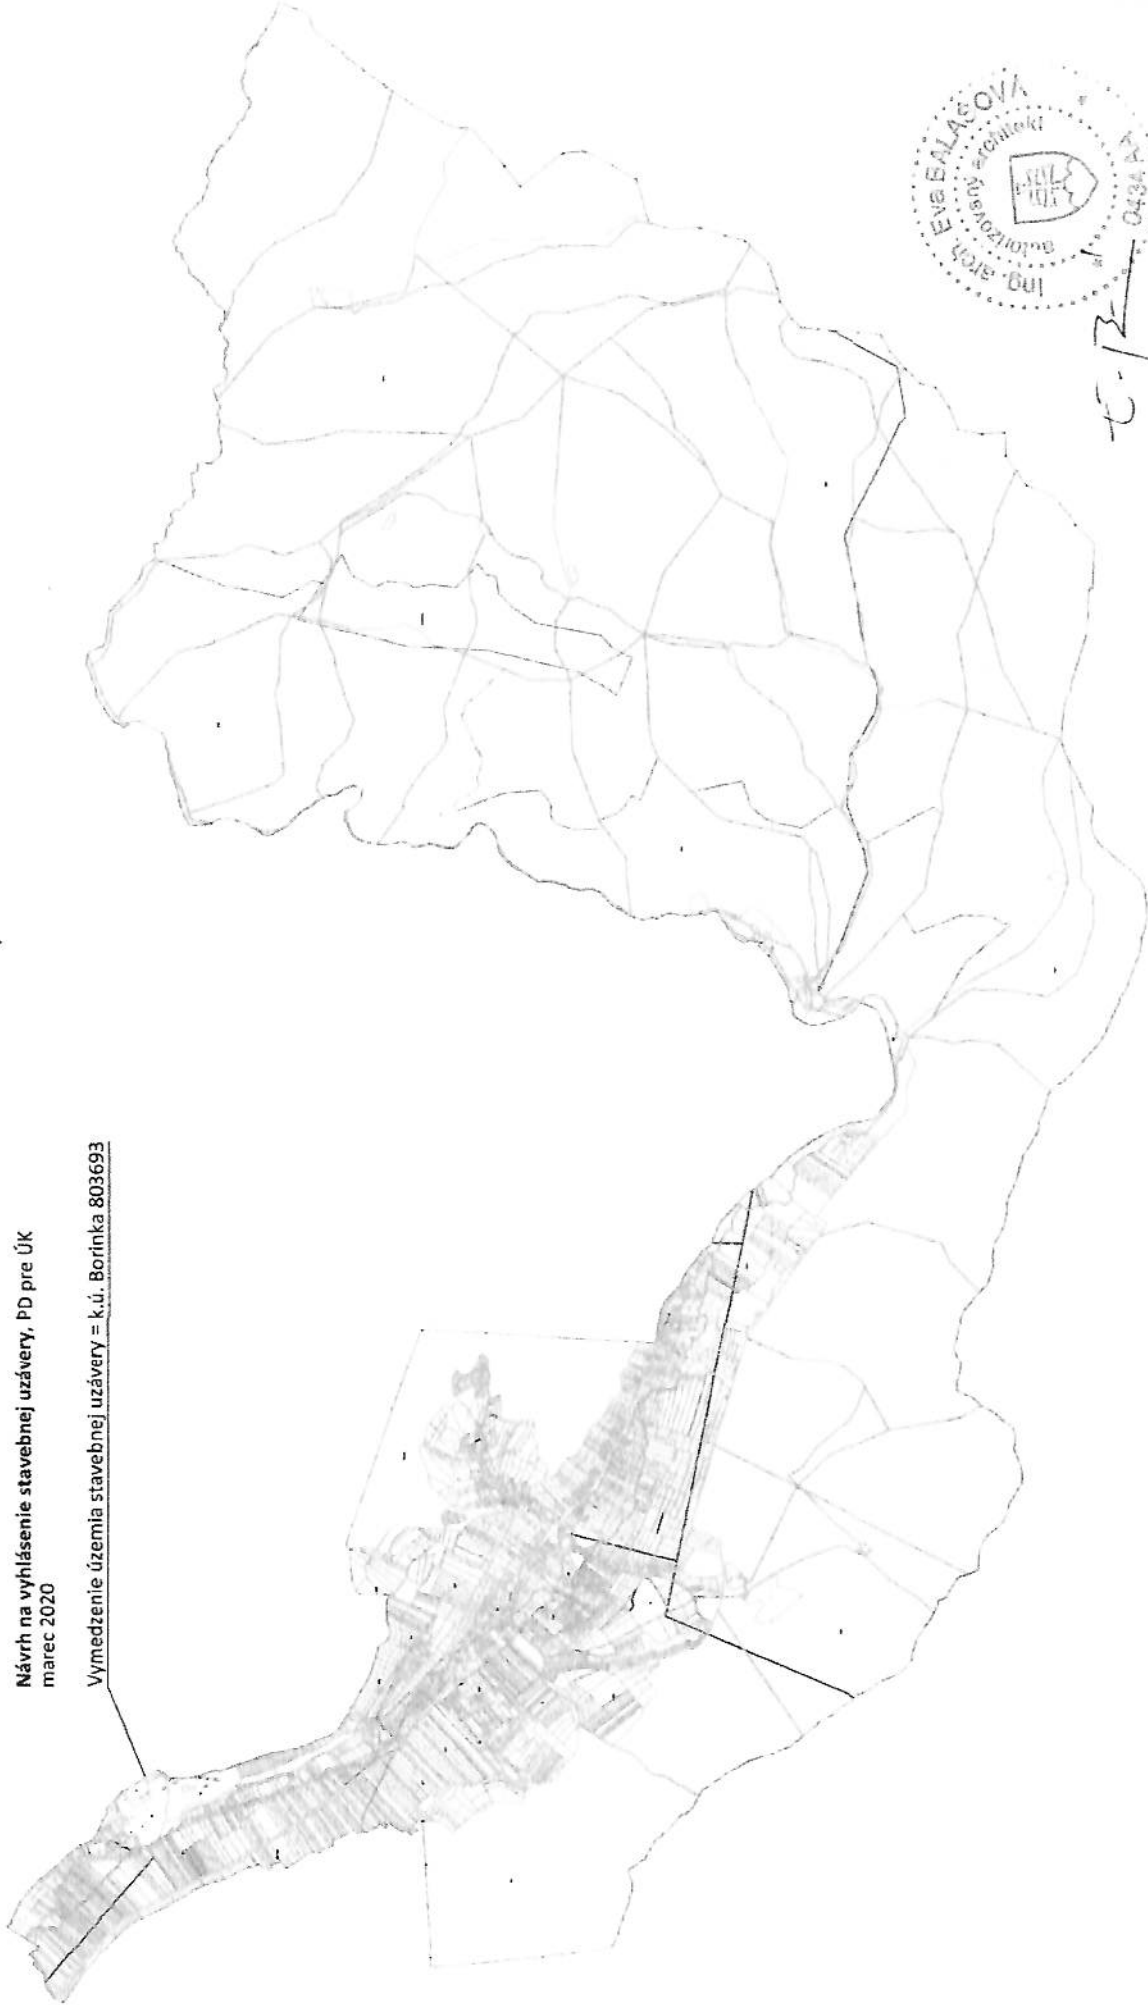 Návrh na vyhlásenie stavebnej uzávery, PD pre ÚK
marec 2020
Vymedzenie územia stavebnej uzávery = k.ú. Borinka 803693
Ing. arch. Eva BALAŠOVÁ
autorizovaný architekt
0434 AA